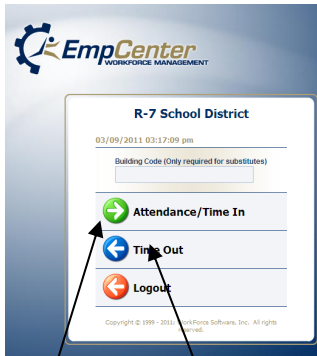 EmpCenter
WORKFORCE MANAGEMENT
R-7 School District
03/09/2011 03:17:09 pm
Building Code (Only required for substitutes)
Attendance/Time In
Time Out
Logout
Copyright © 1999 - 2011, WorkForce Software, Inc. All rights
reserved.